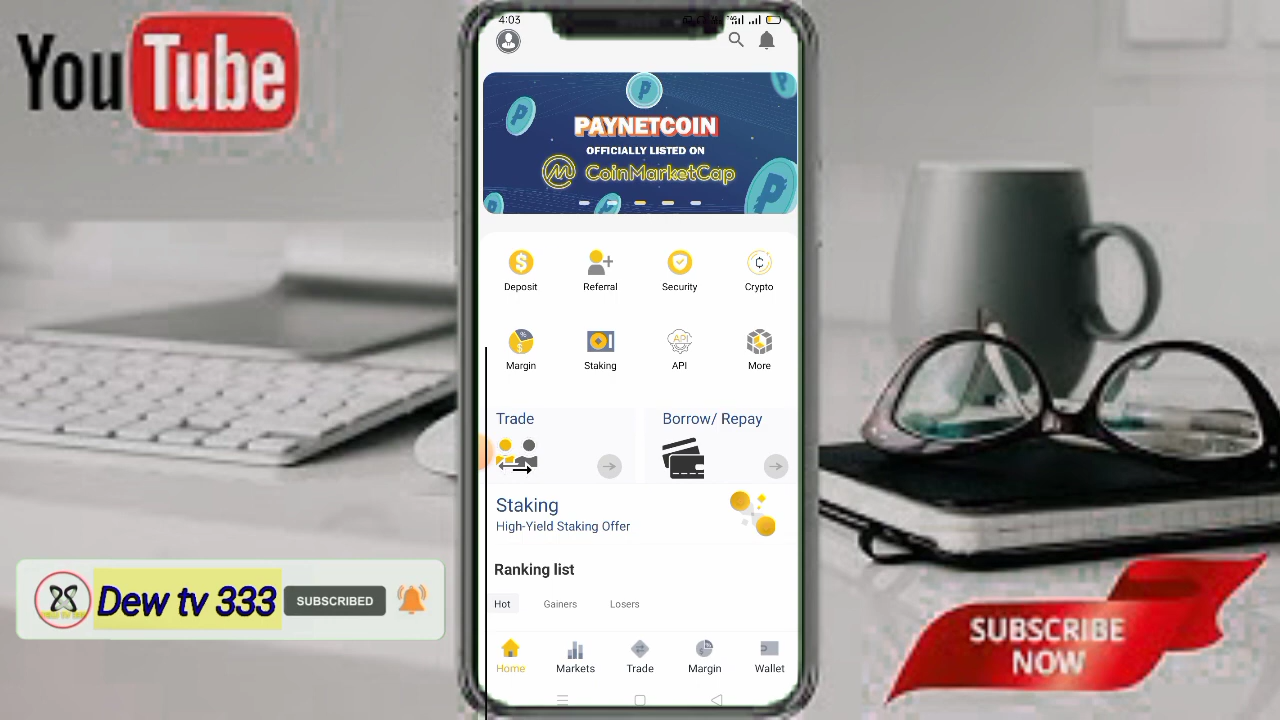 YouTube
4:03
PAYNETCOIN
OFFICIALLY LISTED ON
CoinMarketCap
Deposit
Referral
Security
Crypto
Margin
Staking
API
API
More
Trade
Borrow/ Repay
Staking
High-Yield Staking Offer
Ranking list
Hot
Gainers
Losers
Home
Markets
Trade
Margin
Wallet
Dew tv 333
SUBSCRIBED
SUBSCRIBE
NOW